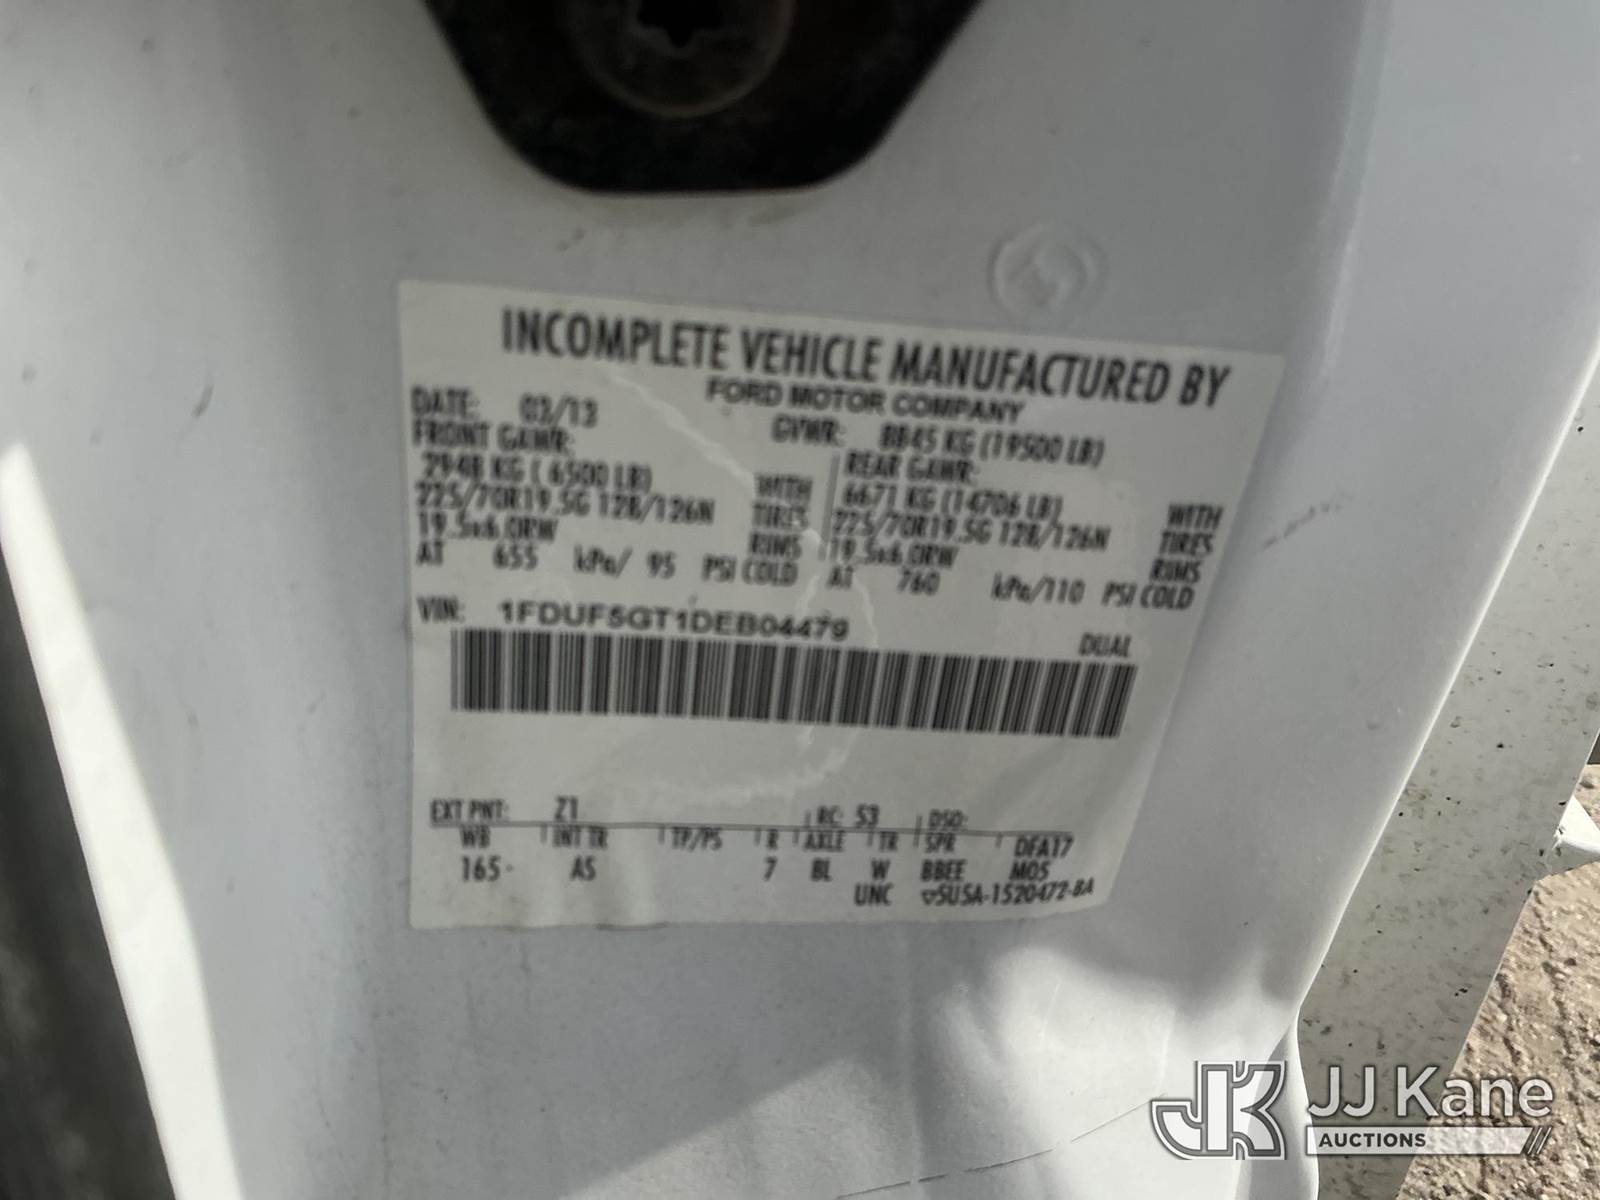 INCOMPLETE VEHICLE MANUFACTURED BY
FORD MOTOR COMPANY
DATE: 03/13 GVWR: 8845 KG (19500 LB)
FRONT GAWR: REAR GAWR:
2948 KG ( 6500 LB) WITH 6671 KG (14706 LB) WITH
225/70R19.5G 128/126N TIRES 225/70R19.5G 128/126N TIRES
19.5x6.0RW RIMS 19.5x6.0RW RIMS
AT 655 kPa/ 95 PSI COLD AT 760 kPa/110 PSI COLD
VIN: 1FDUF5GT1DEB04479
DUAL
EXT PNT: Z1 RC: 53 DSO:
WB INT TR TP/PS R AXLE TR SPR DFA17
165 AS 7 BL W BBEE M05
UNC 5U5A-1520472-BA
JK JJ Kane
AUCTIONS